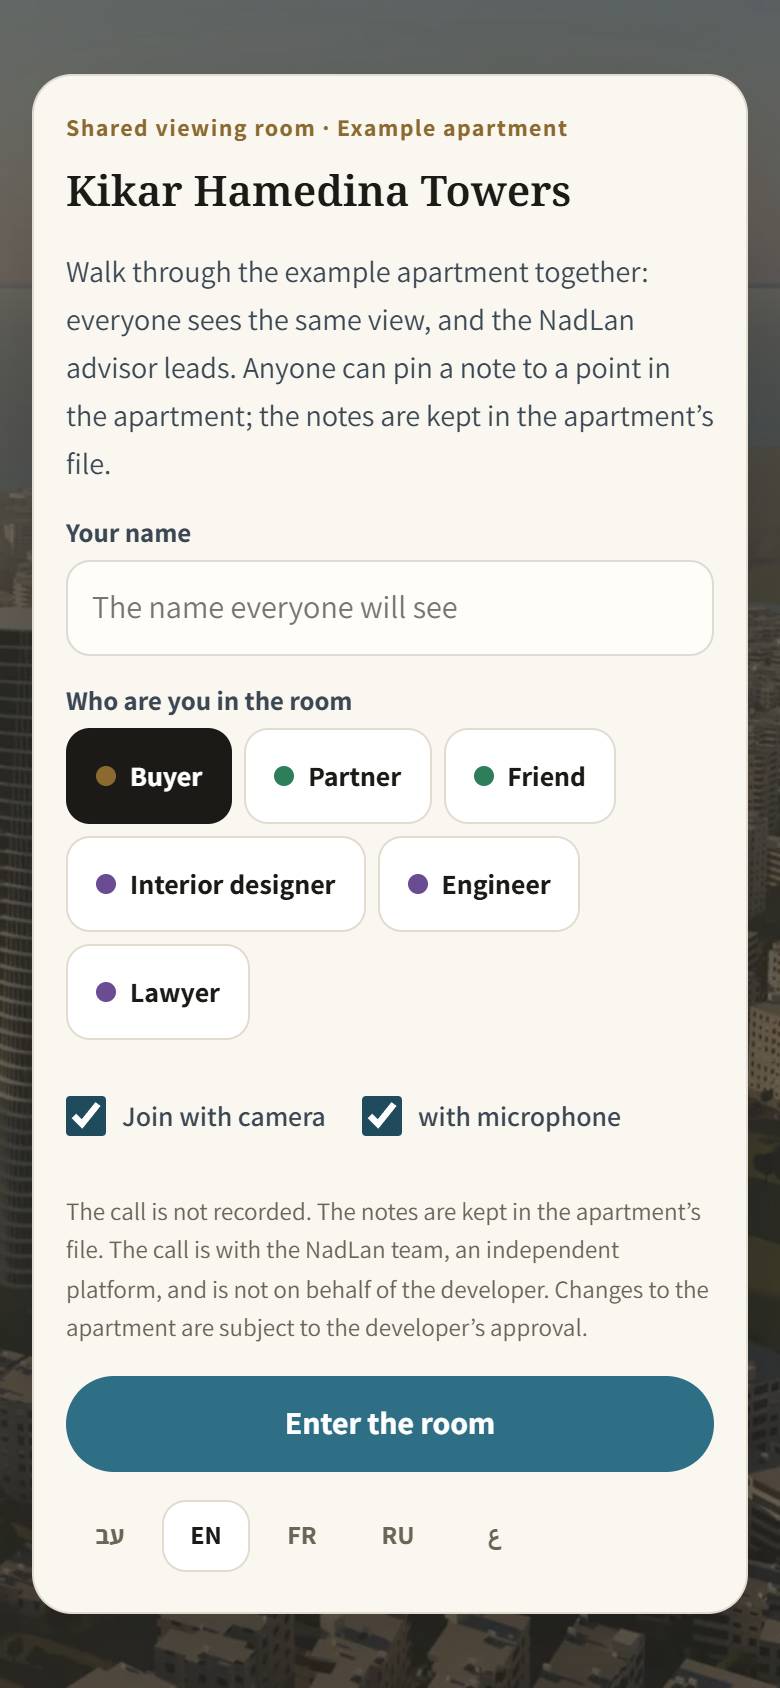 Shared viewing room · Example apartment
Kikar Hamedina Towers
Walk through the example apartment together:
everyone sees the same view, and the NadLan
advisor leads. Anyone can pin a note to a point in
the apartment; the notes are kept in the apartment’s
file.
Your name
The name everyone will see
Who are you in the room
Buyer
Partner
Friend
Interior designer
Engineer
Lawyer
Join with camera
with microphone
The call is not recorded. The notes are kept in the apartment’s
file. The call is with the NadLan team, an independent
platform, and is not on behalf of the developer. Changes to the
apartment are subject to the developer’s approval.
Enter the room
עב
EN
FR
RU
ع